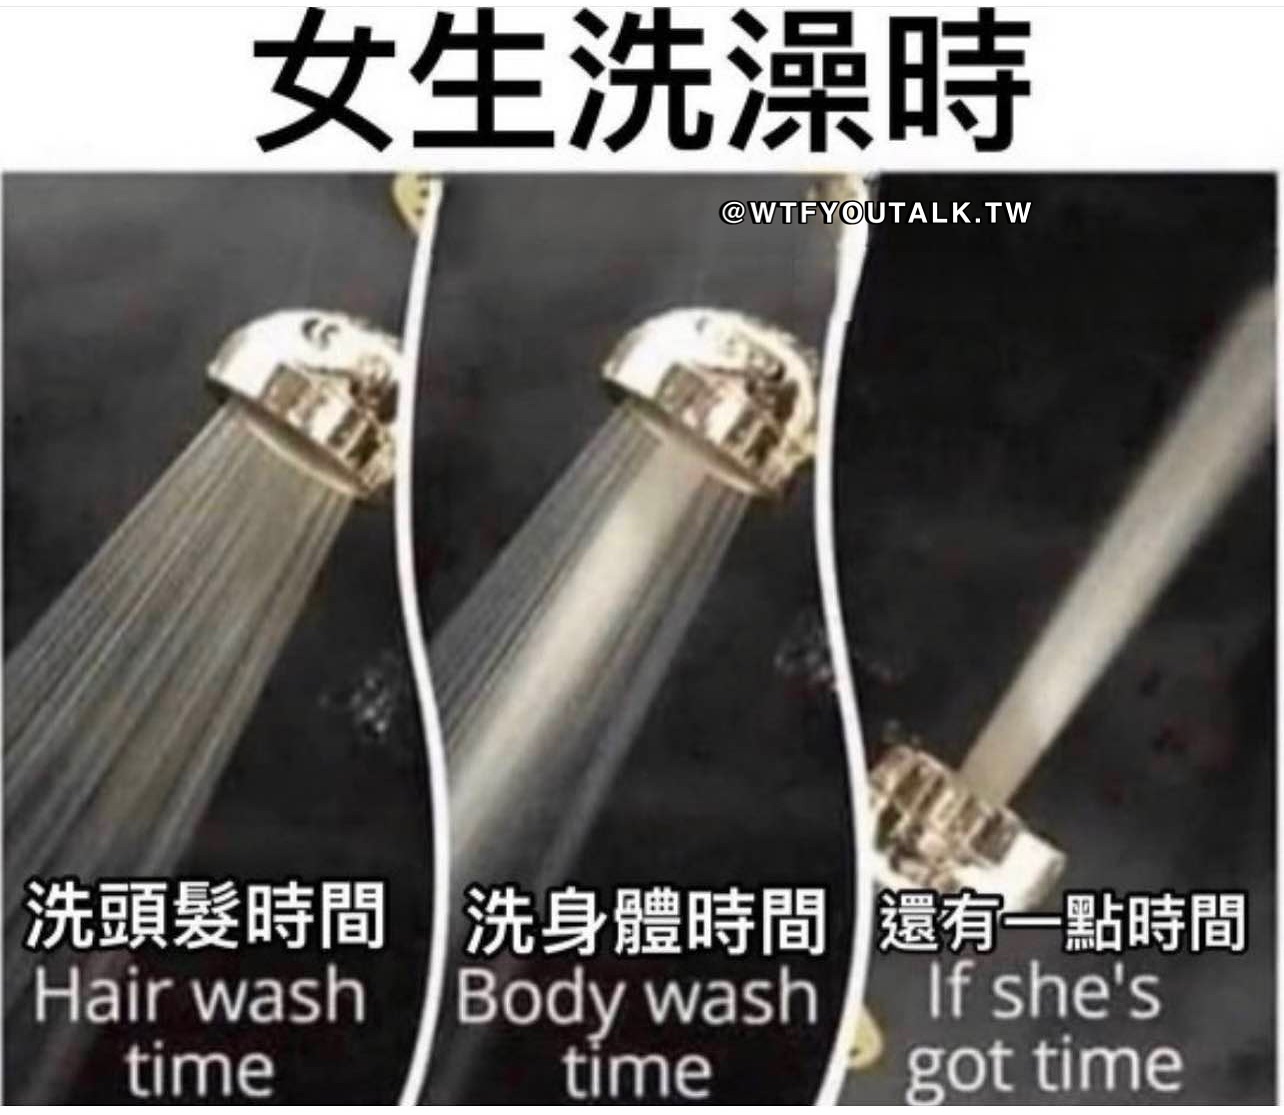 女生洗澡時
@WTFYOUTALK.TW
洗頭髮時間
Hair wash
time
洗身體時間
Body wash
time
還有一點時間
If she's
got time